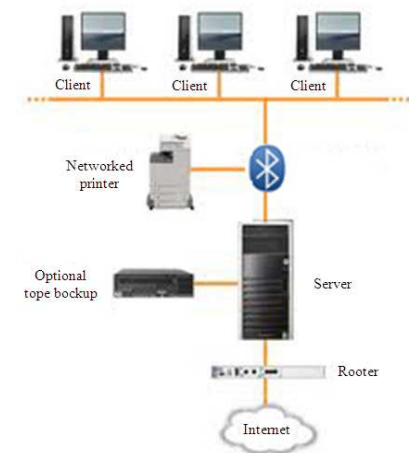 Client
Client
Client
Networked
printer
Optional
tope bockup
Server
Rooter
Internet